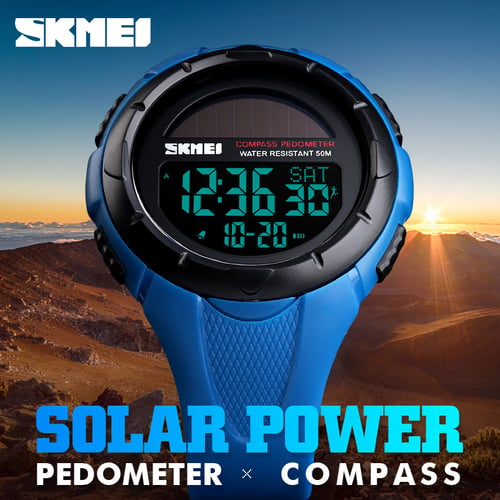 SKMEI
SKMEI
COMPASS PEDOMETER
WATER RESISTANT 50M
SAT
A 12:36 30
10-20
SOLAR POWER
PEDOMETER × COMPASS